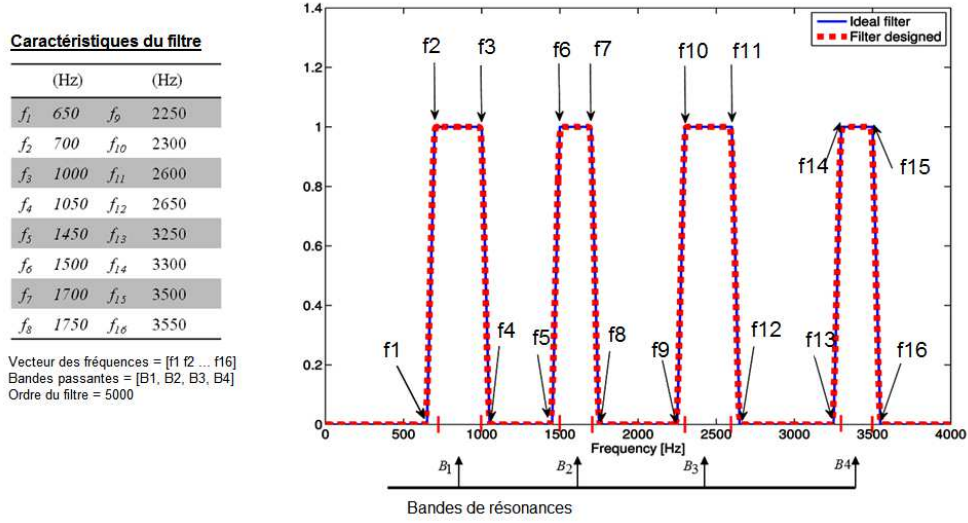 Caractéristiques du filtre
(Hz) (Hz)
f1 650 f9 2250
f2 700 f10 2300
f3 1000 f11 2600
f4 1050 f12 2650
f5 1450 f13 3250
f6 1500 f14 3300
f7 1700 f15 3500
f8 1750 f16 3550
Vecteur des fréquences = [f1 f2 ... f16]
Bandes passantes = [B1, B2, B3, B4]
Ordre du filtre = 5000
1.4
1.2
1
0.8
0.6
0.4
0.2
0
Ideal filter
Filter designed
f2 f3 f6 f7 f10 f11
f14 f15
f1 f4 f5 f8 f9 f12 f13 f16
0 500 1000 1500 2000 2500 3000 3500 4000
Frequency [Hz]
B1 B2 B3 B4
Bandes de résonances